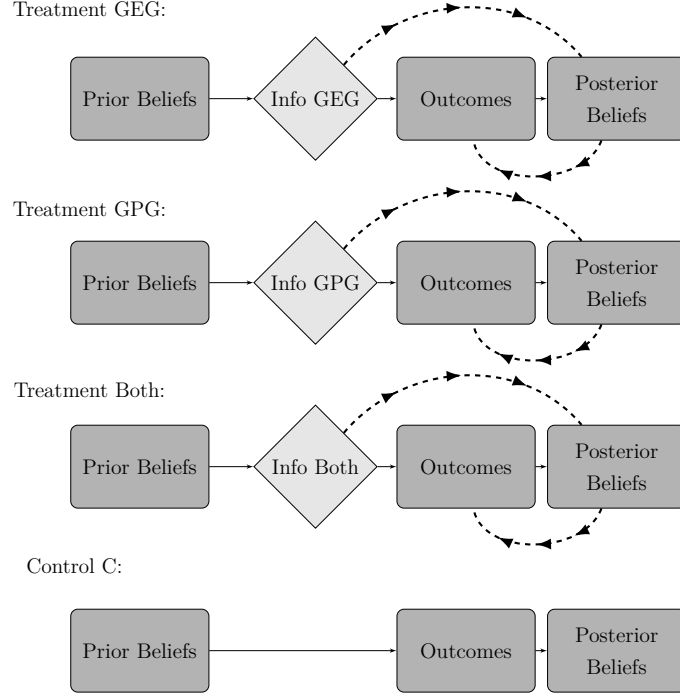 Treatment GEG:
Prior Beliefs
Info GEG
Outcomes
Posterior
Beliefs
Treatment GPG:
Prior Beliefs
Info GPG
Outcomes
Posterior
Beliefs
Treatment Both:
Prior Beliefs
Info Both
Outcomes
Posterior
Beliefs
Control C:
Prior Beliefs
Outcomes
Posterior
Beliefs